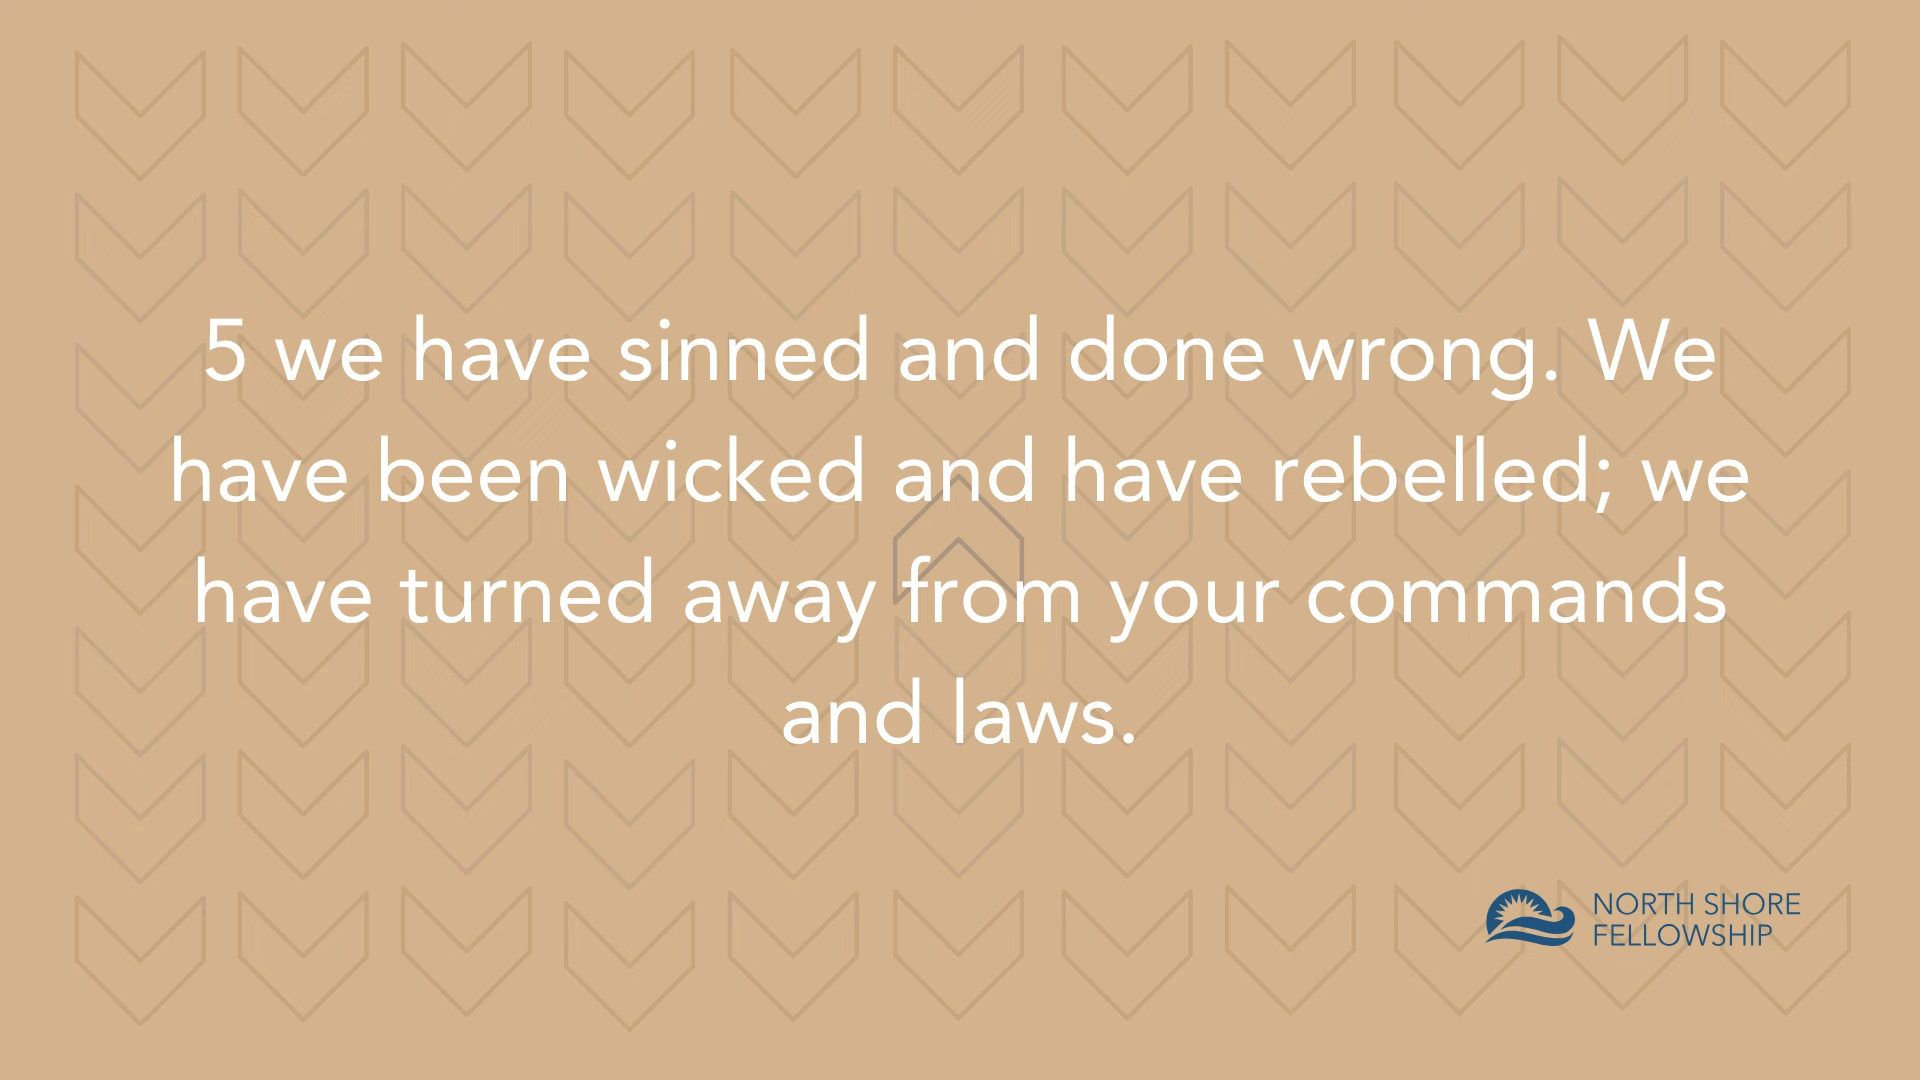 5 we have sinned and done wrong. We
have been wicked and have rebelled; we
have turned away from your commands
and laws.
NORTH SHORE
FELLOWSHIP